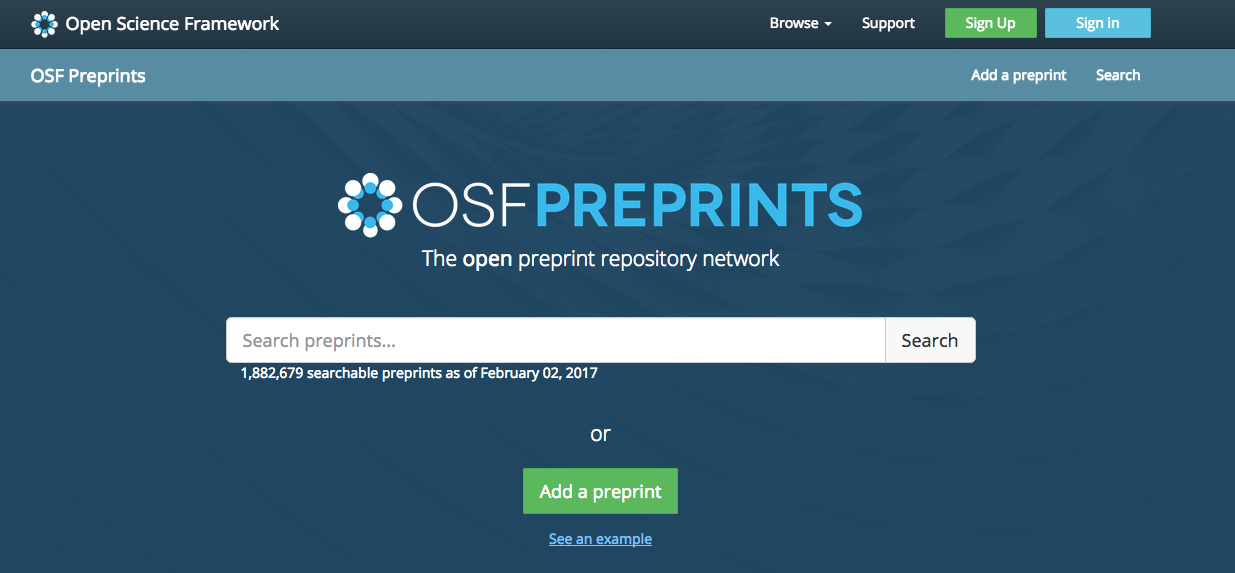 Open Science Framework Browse Support Sign Up Sign in
OSF Preprints Add a preprint Search
OSFPREPRINTS
The open preprint repository network
Search preprints... Search
1,882,679 searchable preprints as of February 02, 2017
or
Add a preprint
See an example